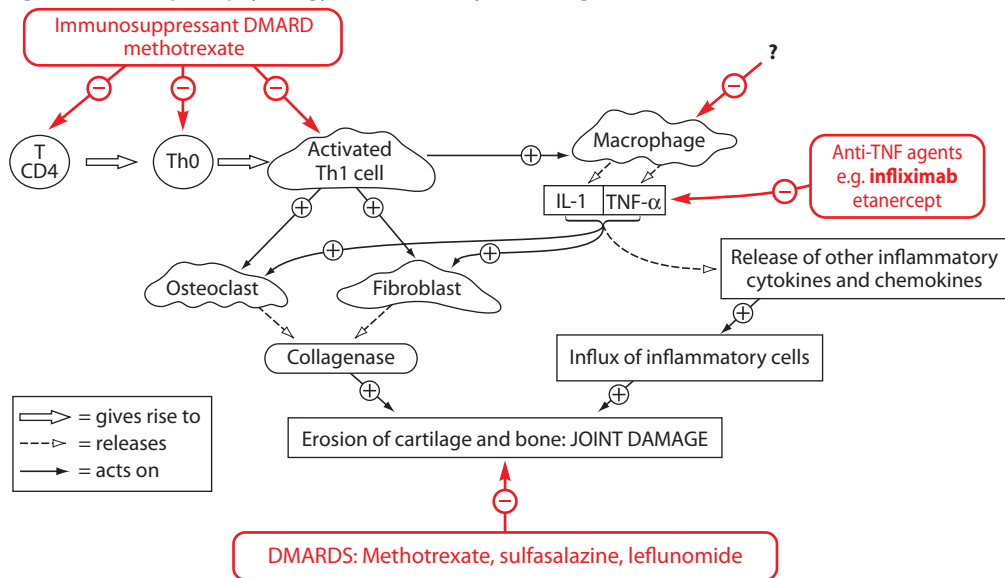 Immunosuppressant DMARD
methotrexate
?
T
CD4
Th0
Activated
Th1 cell
Macrophage
Anti-TNF agents
e.g. infliximab
etanercept
IL-1
TNF-α
Release of other inflammatory
cytokines and chemokines
Osteoclast
Fibroblast
Collagenase
Influx of inflammatory cells
= gives rise to
= releases
= acts on
Erosion of cartilage and bone: JOINT DAMAGE
DMARDS: Methotrexate, sulfasalazine, leflunomide